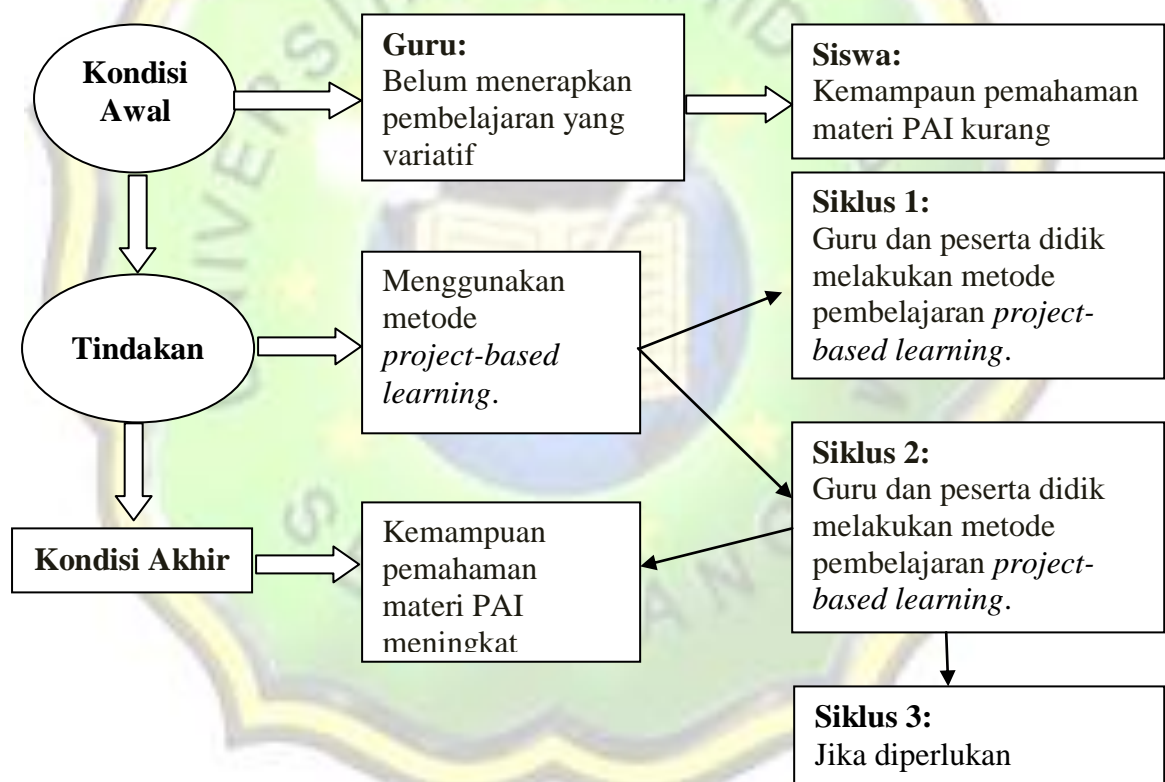 Kondisi
Awal
Guru:
Belum menerapkan
pembelajaran yang
variatif
Siswa:
Kemampaun pemahaman
materi PAI kurang
Tindakan
Menggunakan
metode
project-based
learning.
Siklus 1:
Guru dan peserta didik
melakukan metode
pembelajaran project-
based learning.
Siklus 2:
Guru dan peserta didik
melakukan metode
pembelajaran project-
based learning.
Kondisi Akhir
Kemampuan
pemahaman
materi PAI
meningkat
Siklus 3:
Jika diperlukan